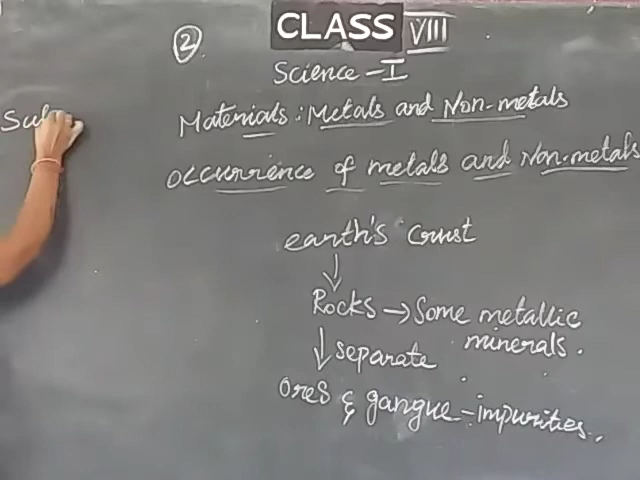 CLASS VIII
②
Science - I
Materials : Metals and Non-metals
Occurrence of metals and Non-metals
earth's crust
↓
Rocks → Some metallic
minerals.
↓ separate
Ores & gangue - impurities.